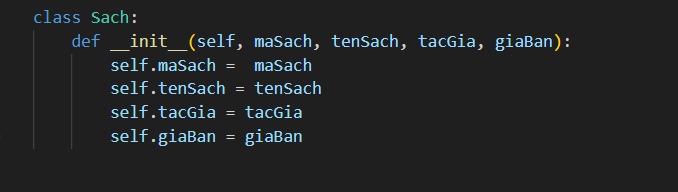 class Sach:
    def __init__(self, maSach, tenSach, tacGia, giaBan):
        self.maSach =  maSach
        self.tenSach = tenSach
        self.tacGia = tacGia
        self.giaBan = giaBan